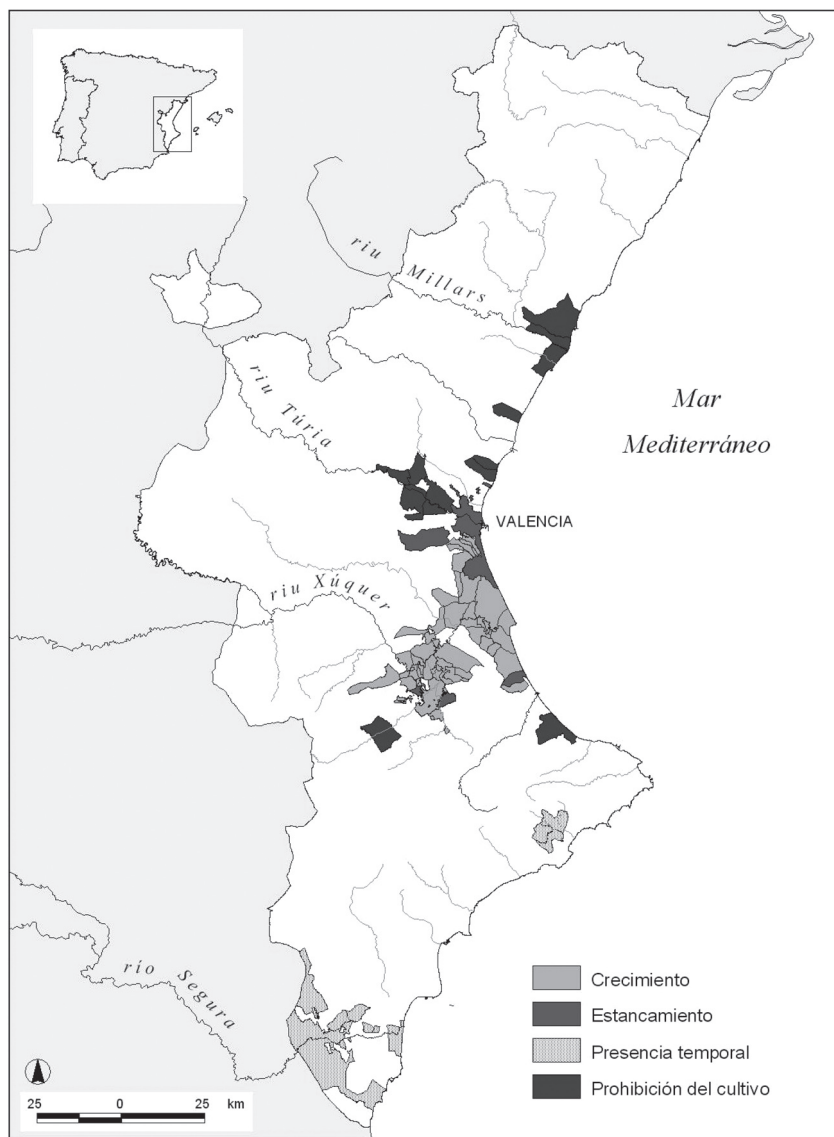 riu Millars
riu Túria
Mar
Mediterráneo
VALENCIA
riu Xúquer
río Segura
Crecimiento
Estancamiento
Presencia temporal
Prohibición del cultivo
25 0 25 km